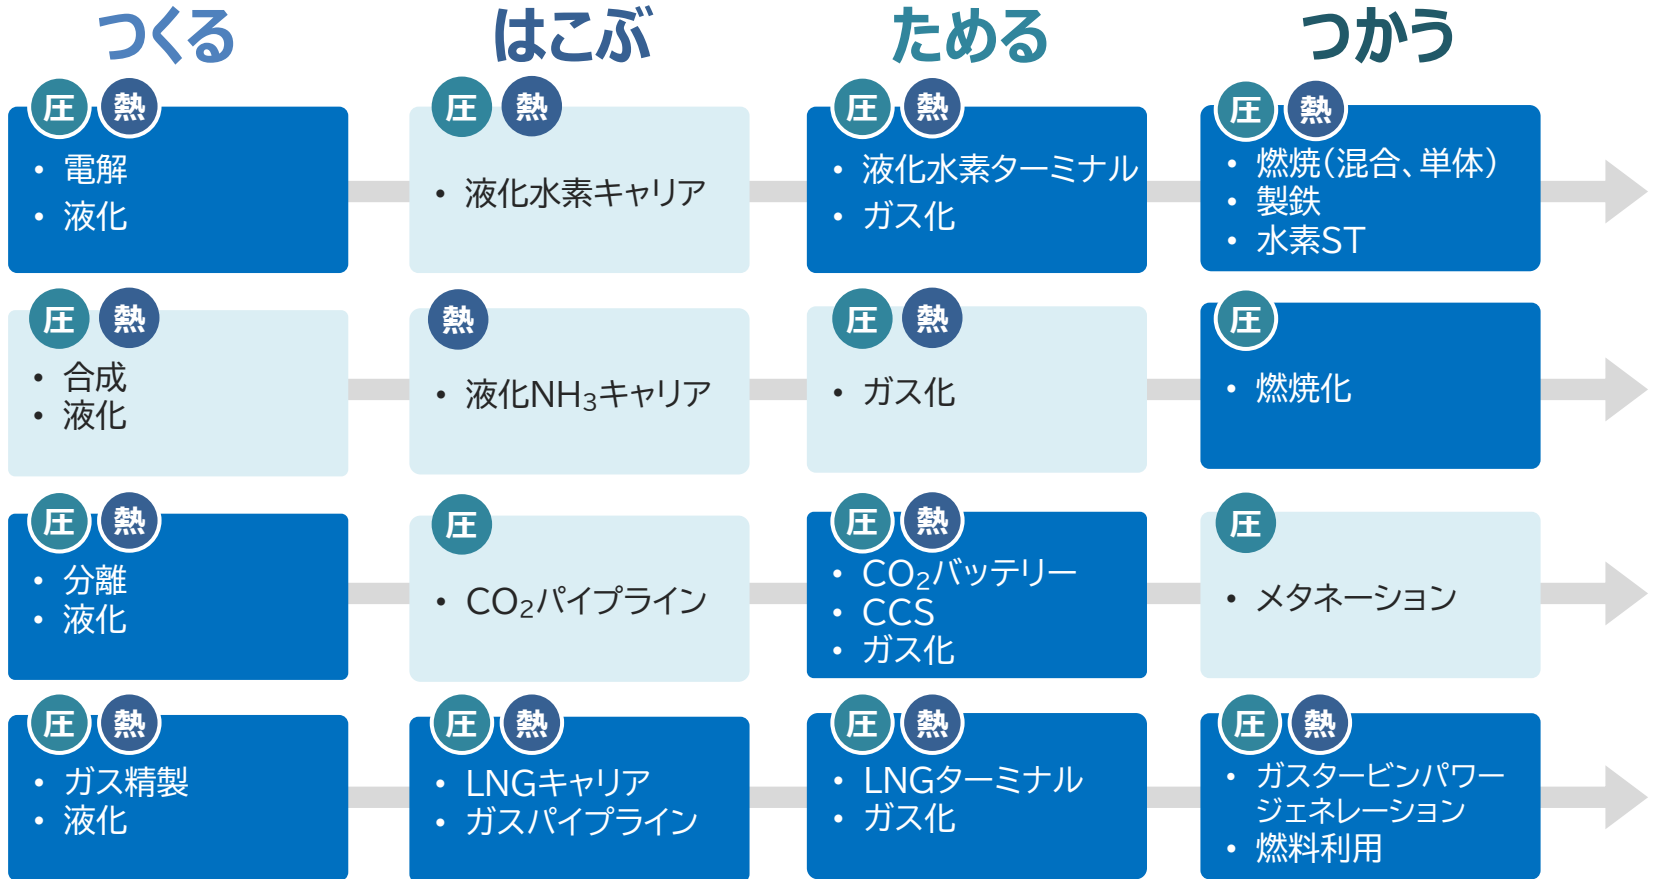 つくる
はこぶ
ためる
つかう
圧 熱
• 電解
• 液化
圧 熱
• 液化水素キャリア
圧 熱
• 液化水素ターミナル
• ガス化
圧 熱
• 燃焼(混合、単体)
• 製鉄
• 水素ST
圧 熱
• 合成
• 液化
熱
• 液化NH₃キャリア
圧 熱
• ガス化
圧
• 燃焼化
圧 熱
• 分離
• 液化
圧
• CO₂パイプライン
圧 熱
• CO₂バッテリー
• CCS
• ガス化
圧
• メタネーション
圧 熱
• ガス精製
• 液化
圧 熱
• LNGキャリア
• ガスパイプライン
圧 熱
• LNGターミナル
• ガス化
圧 熱
• ガスタービンパワー
ジェネレーション
• 燃料利用